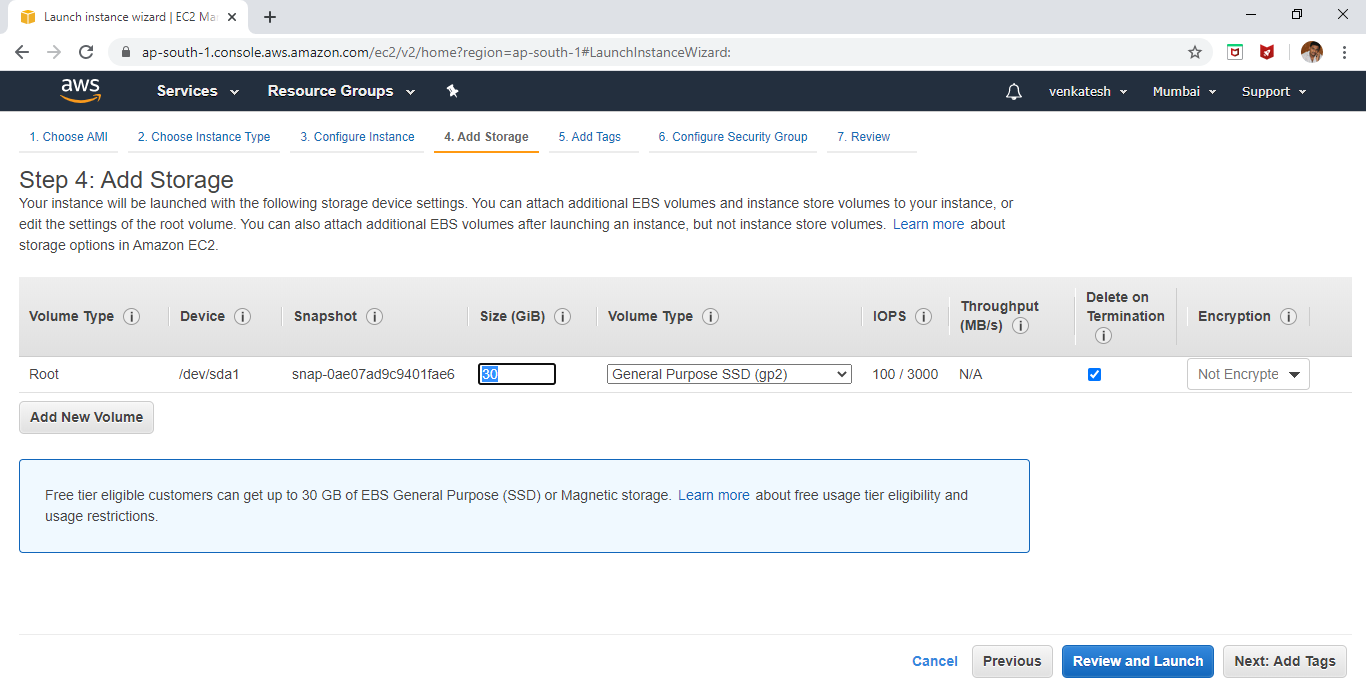 Launch instance wizard | EC2 Mar
ap-south-1.console.aws.amazon.com/ec2/v2/home?region=ap-south-1#LaunchInstanceWizard:
aws Services Resource Groups venkatesh Mumbai Support
1. Choose AMI 2. Choose Instance Type 3. Configure Instance 4. Add Storage 5. Add Tags 6. Configure Security Group 7. Review
Step 4: Add Storage
Your instance will be launched with the following storage device settings. You can attach additional EBS volumes and instance store volumes to your instance, or
edit the settings of the root volume. You can also attach additional EBS volumes after launching an instance, but not instance store volumes. Learn more about
storage options in Amazon EC2.
Volume Type i Device i Snapshot i Size (GiB) i Volume Type i IOPS i Throughput (MB/s) i Delete on Termination i Encryption i
Root /dev/sda1 snap-0ae07ad9c9401fae6 30 General Purpose SSD (gp2) 100 / 3000 N/A Not Encrypte
Add New Volume
Free tier eligible customers can get up to 30 GB of EBS General Purpose (SSD) or Magnetic storage. Learn more about free usage tier eligibility and
usage restrictions.
Cancel Previous Review and Launch Next: Add Tags